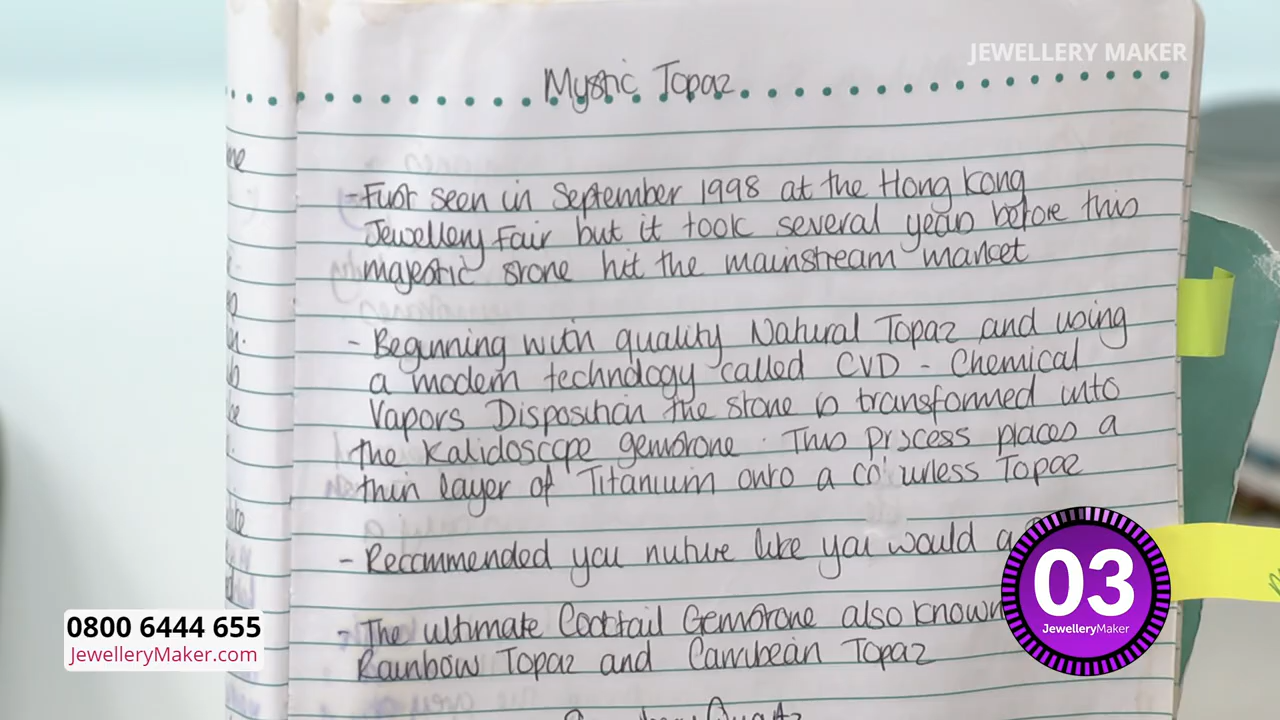 JEWELLERY MAKER
Mystic Topaz
- First seen in September 1998 at the Hong Kong
Jewellery Fair but it took several years before this
majestic stone hit the mainstream market
- Beginning with quality Natural Topaz and using
a modern technology called CVD - Chemical
Vapors Disposition the stone is transformed into
the Kalidoscope gemstone. This process places a
thin layer of Titanium onto a colourless Topaz
- Recommended you nuture like you would a
- The ultimate Cocktail Gemstone also known
Rainbow Topaz and Carribean Topaz
Quartz
03
JewelleryMaker
0800 6444 655
JewelleryMaker.com